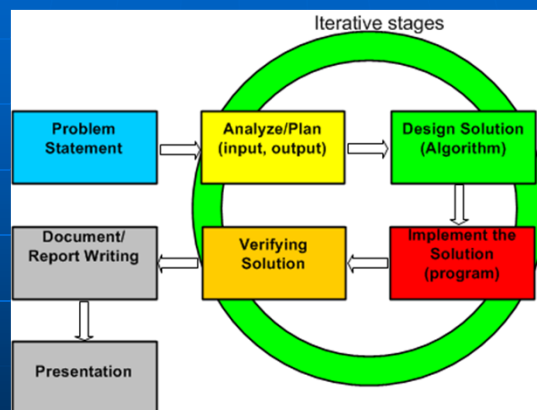 Iterative stages
Problem
Statement
Analyze/Plan
(input, output)
Design Solution
(Algorithm)
Document/
Report Writing
Verifying
Solution
Implement the
Solution
(program)
Presentation